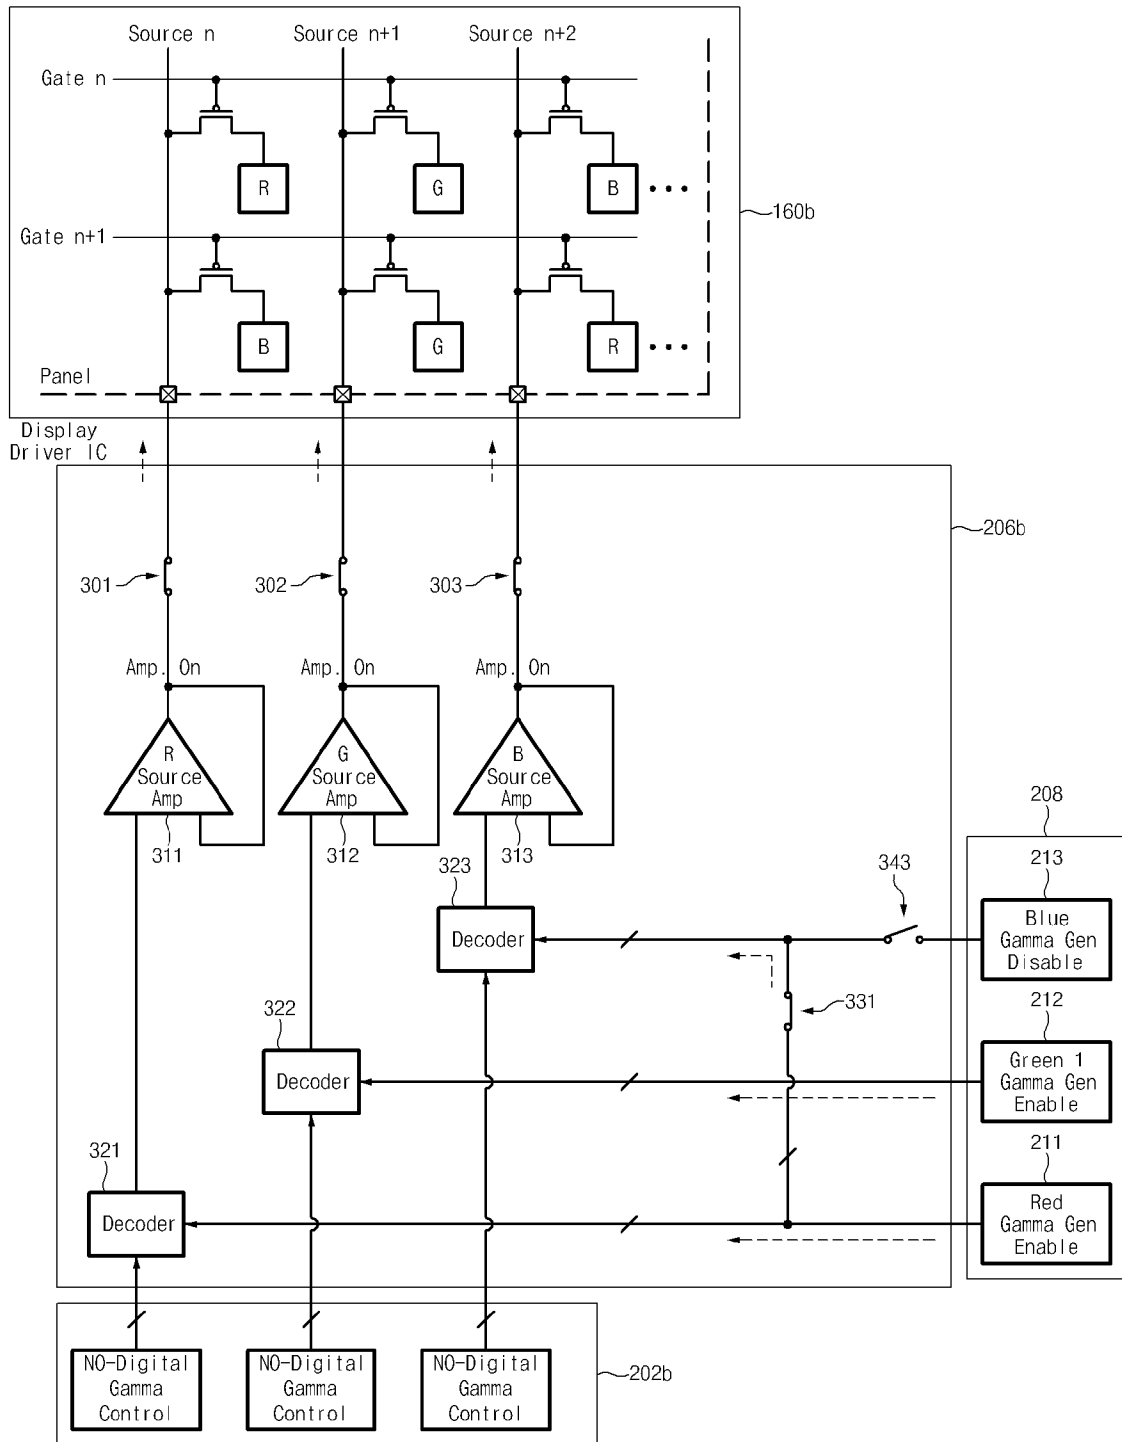 Source n Source n+1 Source n+2
Gate n
R G B
160b
Gate n+1
B G R
Panel
Display
Driver IC
206b
301 302 303
Amp. On Amp. On Amp. On
R
Source
Amp
G
Source
Amp
B
Source
Amp
311 312 313
208
323
343
213
Decoder
Blue
Gamma Gen
Disable
331
322
212
Decoder
Green 1
Gamma Gen
Enable
321
211
Decoder
Red
Gamma Gen
Enable
NO-Digital
Gamma
Control
NO-Digital
Gamma
Control
NO-Digital
Gamma
Control
202b